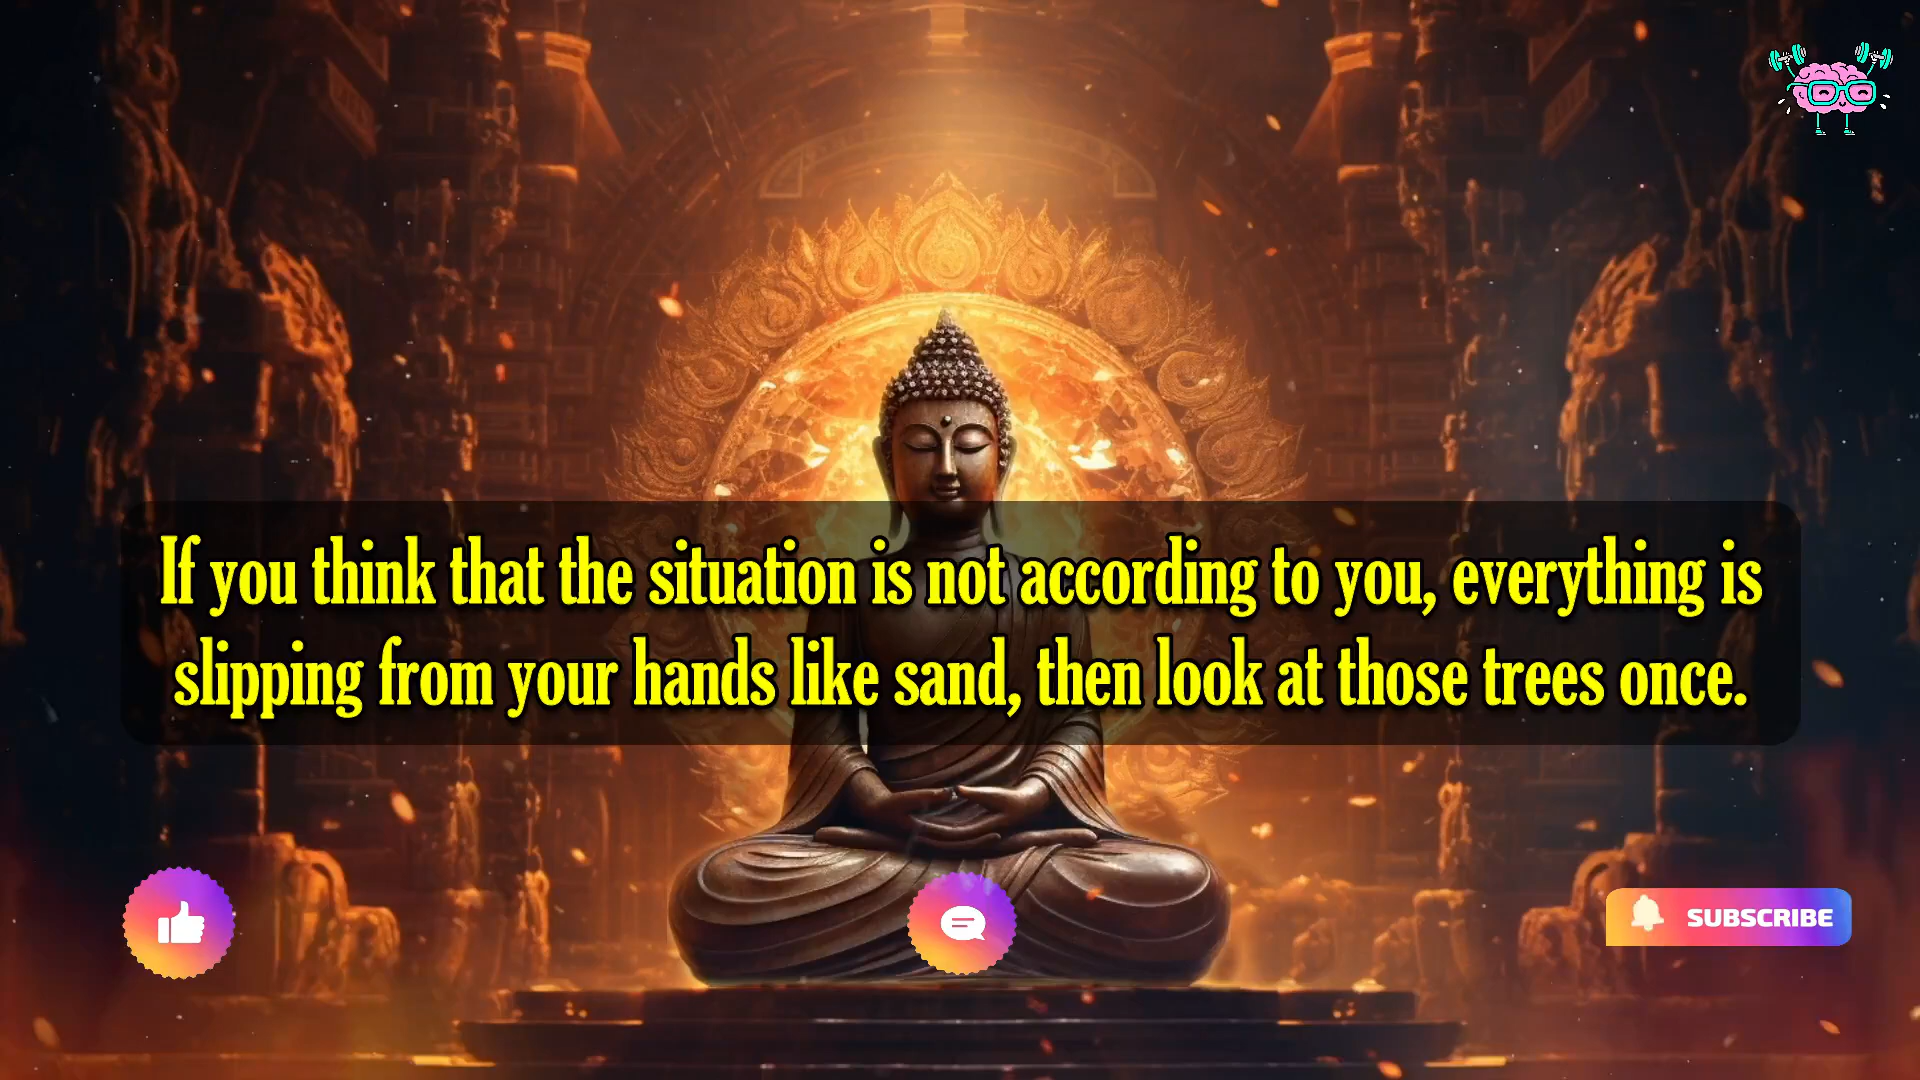 If you think that the situation is not according to you, everything is
slipping from your hands like sand, then look at those trees once.
SUBSCRIBE